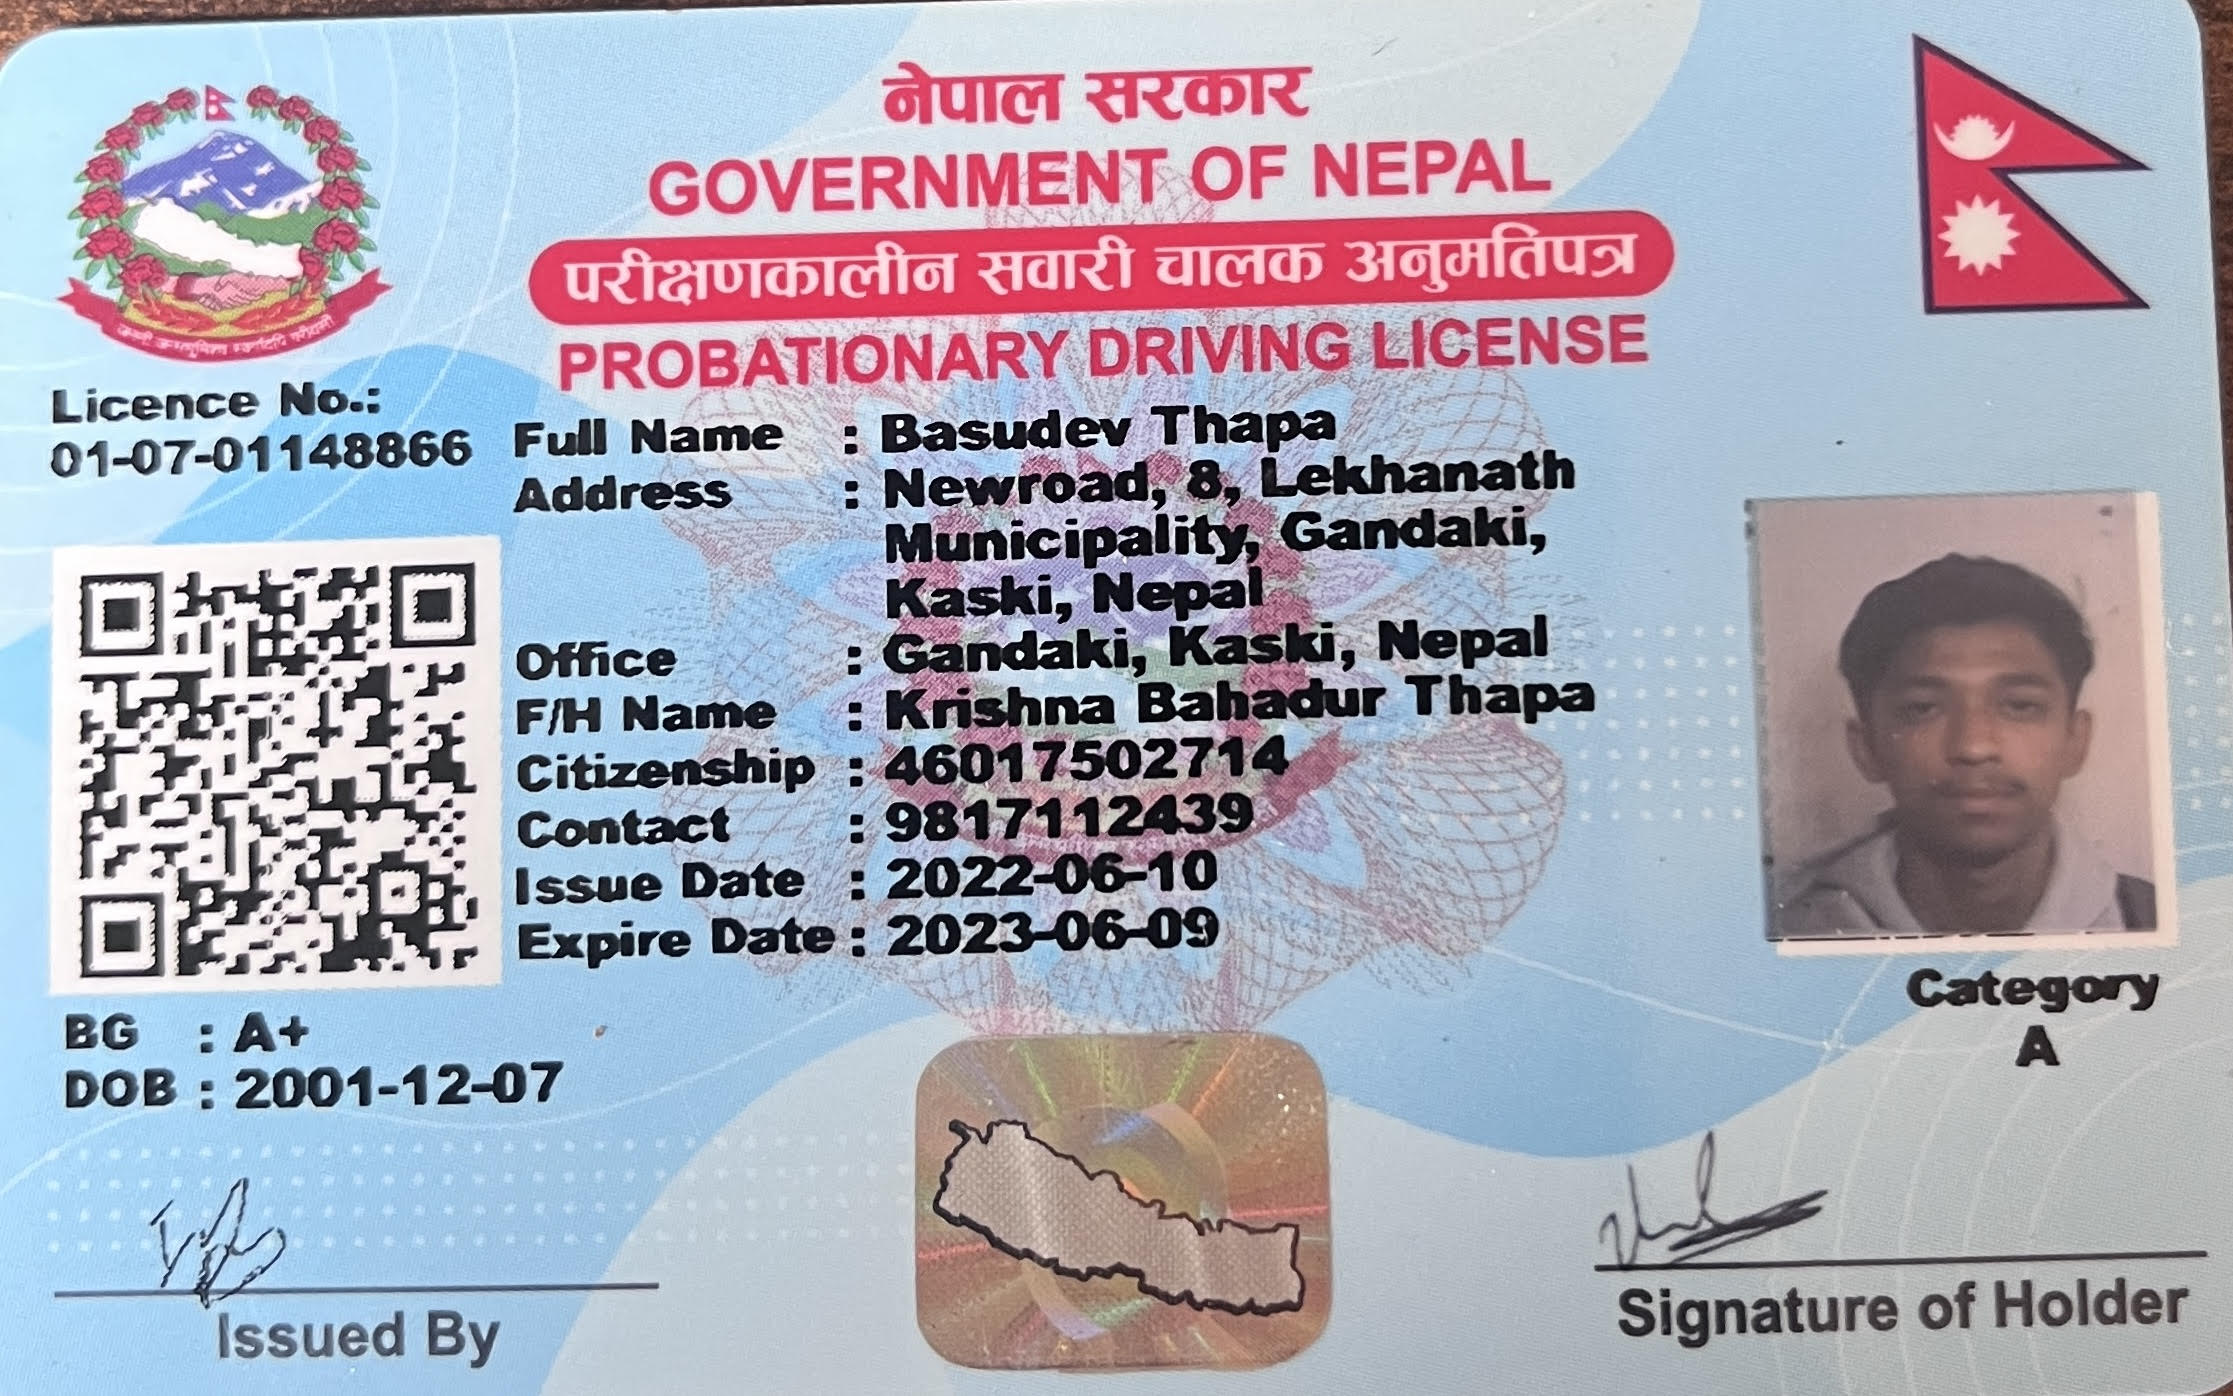 नेपाल सरकार
GOVERNMENT OF NEPAL
परीक्षणकालीन सवारी चालक अनुमतिपत्र
PROBATIONARY DRIVING LICENSE
Licence No.:
01-07-01148866
Full Name : Basudev Thapa
Address : Newroad, 8, Lekhanath
Municipality, Gandaki,
Kaski, Nepal
Office : Gandaki, Kaski, Nepal
F/H Name : Krishna Bahadur Thapa
Citizenship : 46017502714
Contact : 9817112439
Issue Date : 2022-06-10
Expire Date : 2023-06-09
BG : A+
DOB : 2001-12-07
Category
A
Issued By
Signature of Holder